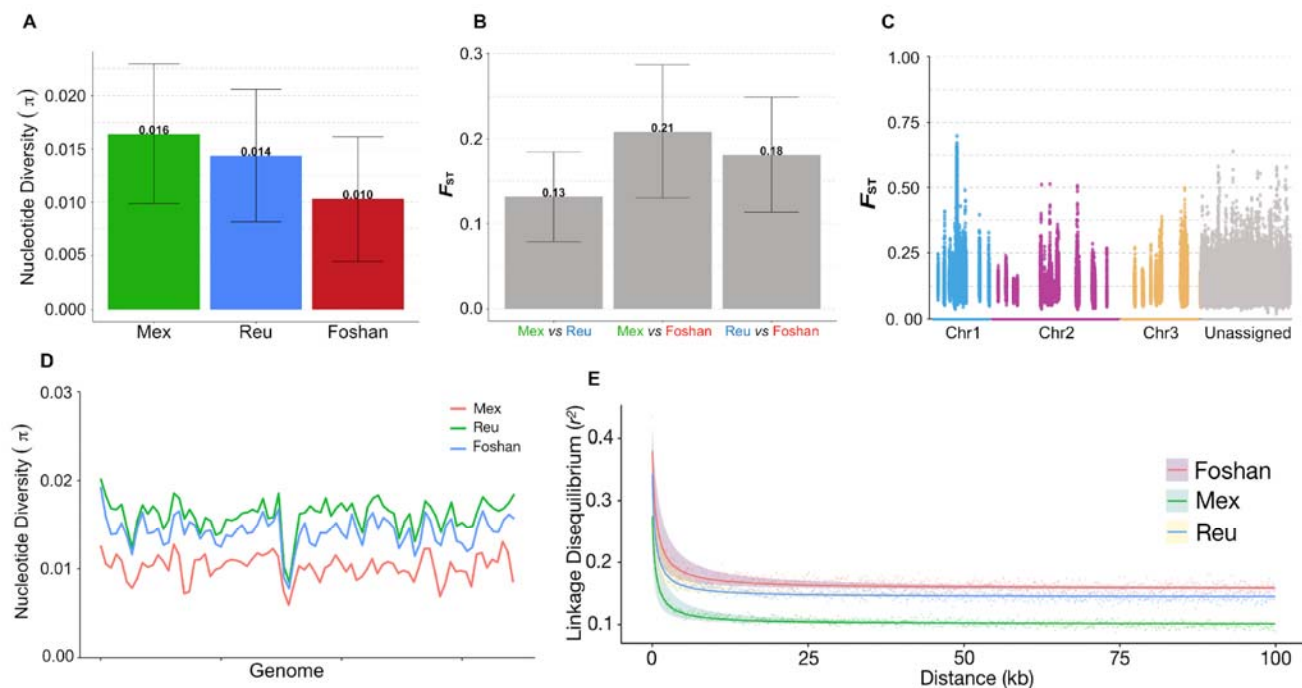 A
Nucleotide Diversity ( π )
0.020
0.015
0.010
0.005
0.000
0.016
0.014
0.010
Mex
Reu
Foshan
B
FST
0.3
0.2
0.1
0.0
0.13
0.21
0.18
Mex vs Reu
Mex vs Foshan
Reu vs Foshan
C
FST
1.00
0.75
0.50
0.25
0. 00
Chr1
Chr2
Chr3
Unassigned
D
Nucleotide Diversity ( π )
0.03
0.02
0.01
0.00
Mex
Reu
Foshan
Genome
E
Linkage Disequilibrium (r²)
0.4
0.3
0.2
0.1
Foshan
Mex
Reu
0
25
50
75
100
Distance (kb)